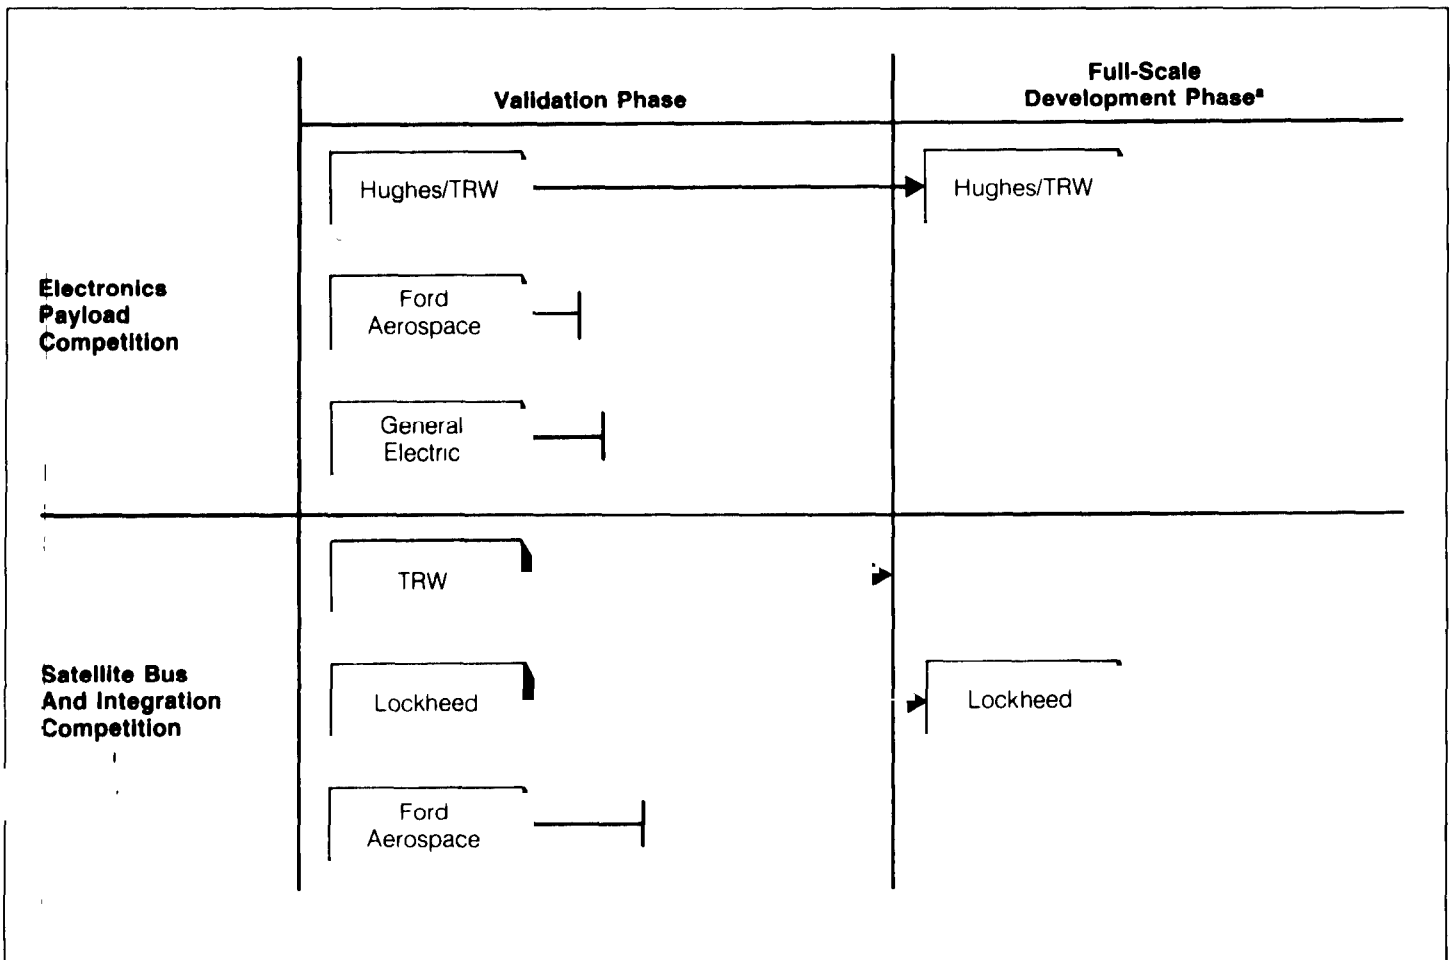 Validation Phase
Full-Scale
Development Phaseª
Hughes/TRW
Hughes/TRW
Electronics
Payload
Competition
Ford
Aerospace
General
Electric
TRW
Satellite Bus
And Integration
Competition
Lockheed
Lockheed
Ford
Aerospace